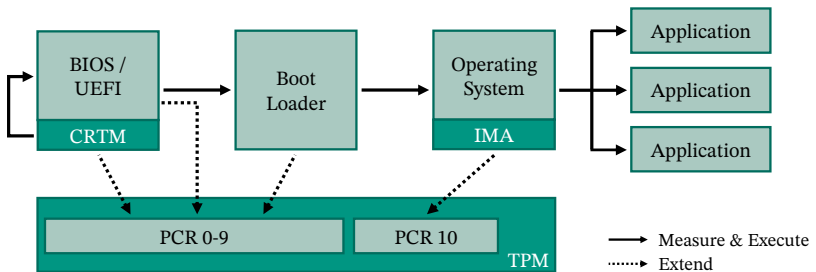 BIOS /
UEFI
CRTM
Boot
Loader
Operating
System
IMA
Application
Application
Application
PCR 0-9
PCR 10
TPM
Measure & Execute
Extend